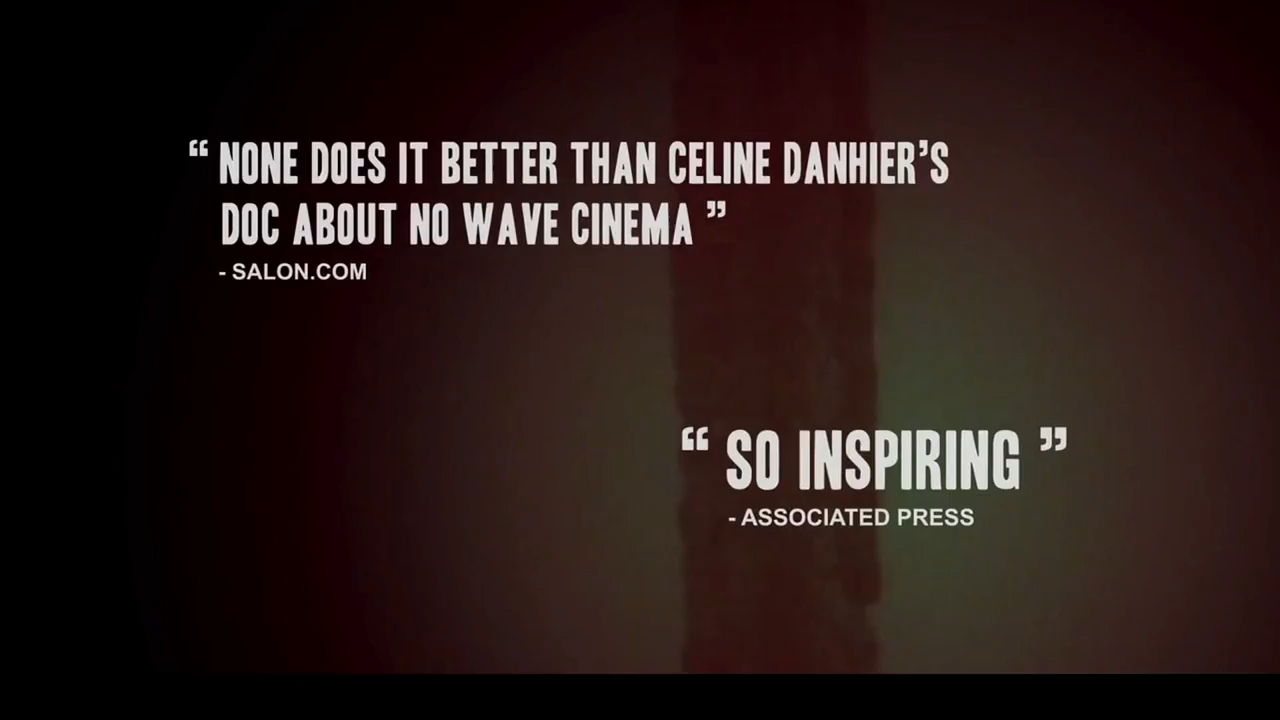 “ NONE DOES IT BETTER THAN CELINE DANHIER’S
DOC ABOUT NO WAVE CINEMA ”
- SALON.COM
“ SO INSPIRING ”
- ASSOCIATED PRESS